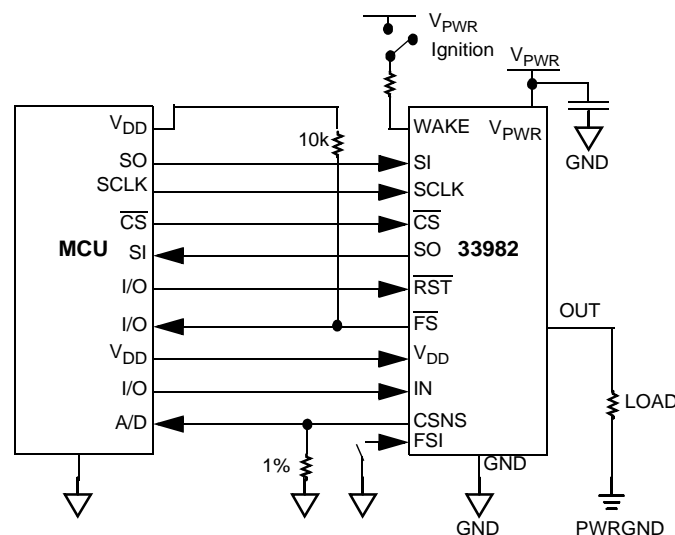 VPWR
Ignition
VPWR
VDD
10k
WAKE
VPWR
GND
SO
SI
SCLK
SCLK
CS
CS
MCU
SI
SO
33982
I/O
RST
I/O
FS
OUT
VDD
VDD
I/O
IN
LOAD
A/D
CSNS
FSI
1%
GND
GND
PWRGND